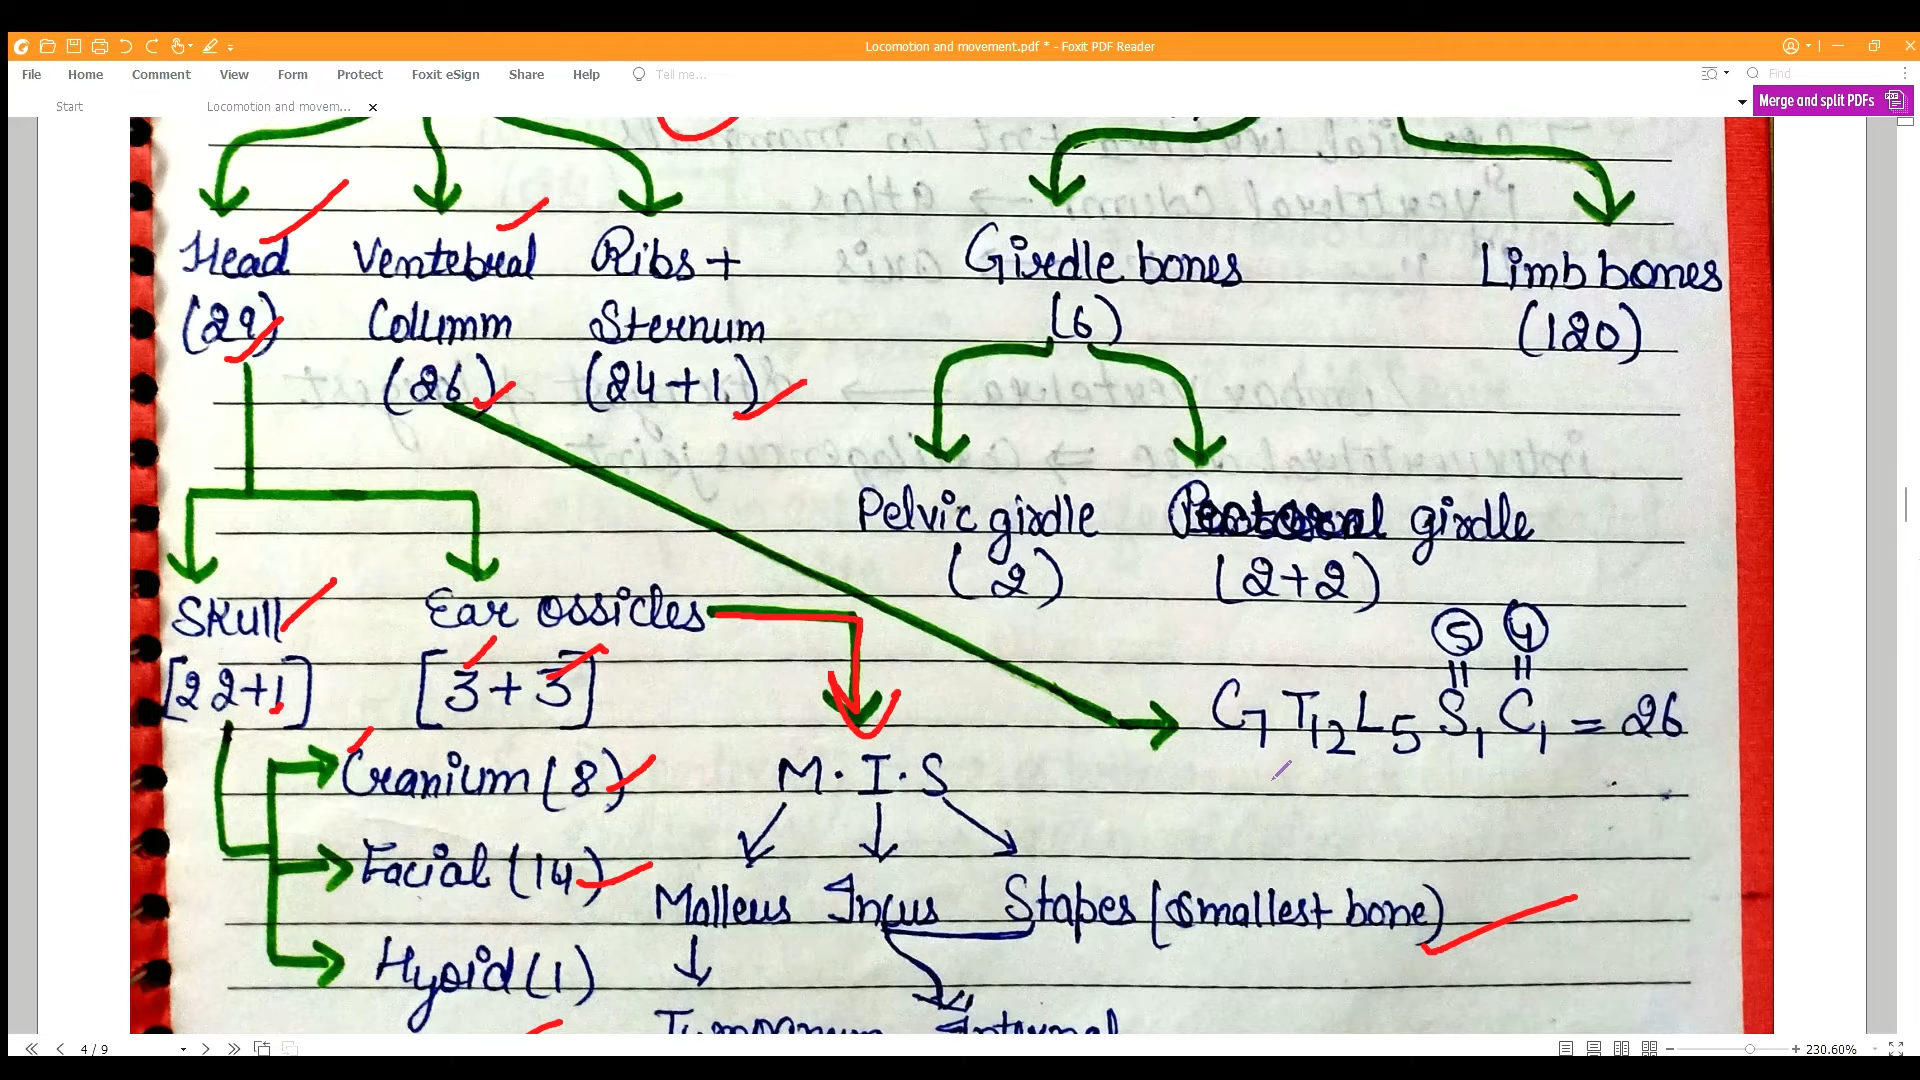 Locomotion and movement.pdf * - Foxit PDF Reader
File Home Comment View Form Protect Foxit eSign Share Help Tell me... Find
Start Locomotion and movem... Merge and split PDFs
Head Ventebral Ribs + Girdle bones Limb bones
(29) Column Sternum (6) (120)
(26) (24+1)
Pelvic girdle girdle
(2) (2+2)
Skull Ear ossicles 5 4
[22+1] [3+3] C7 T12 L5 S1 C1 = 26
Cranium (8) M.I.S
Facial (14) Malleus Incus Stapes (smallest bone)
Hyoid (1)
Tympanum Internal
4 / 9 230.60%